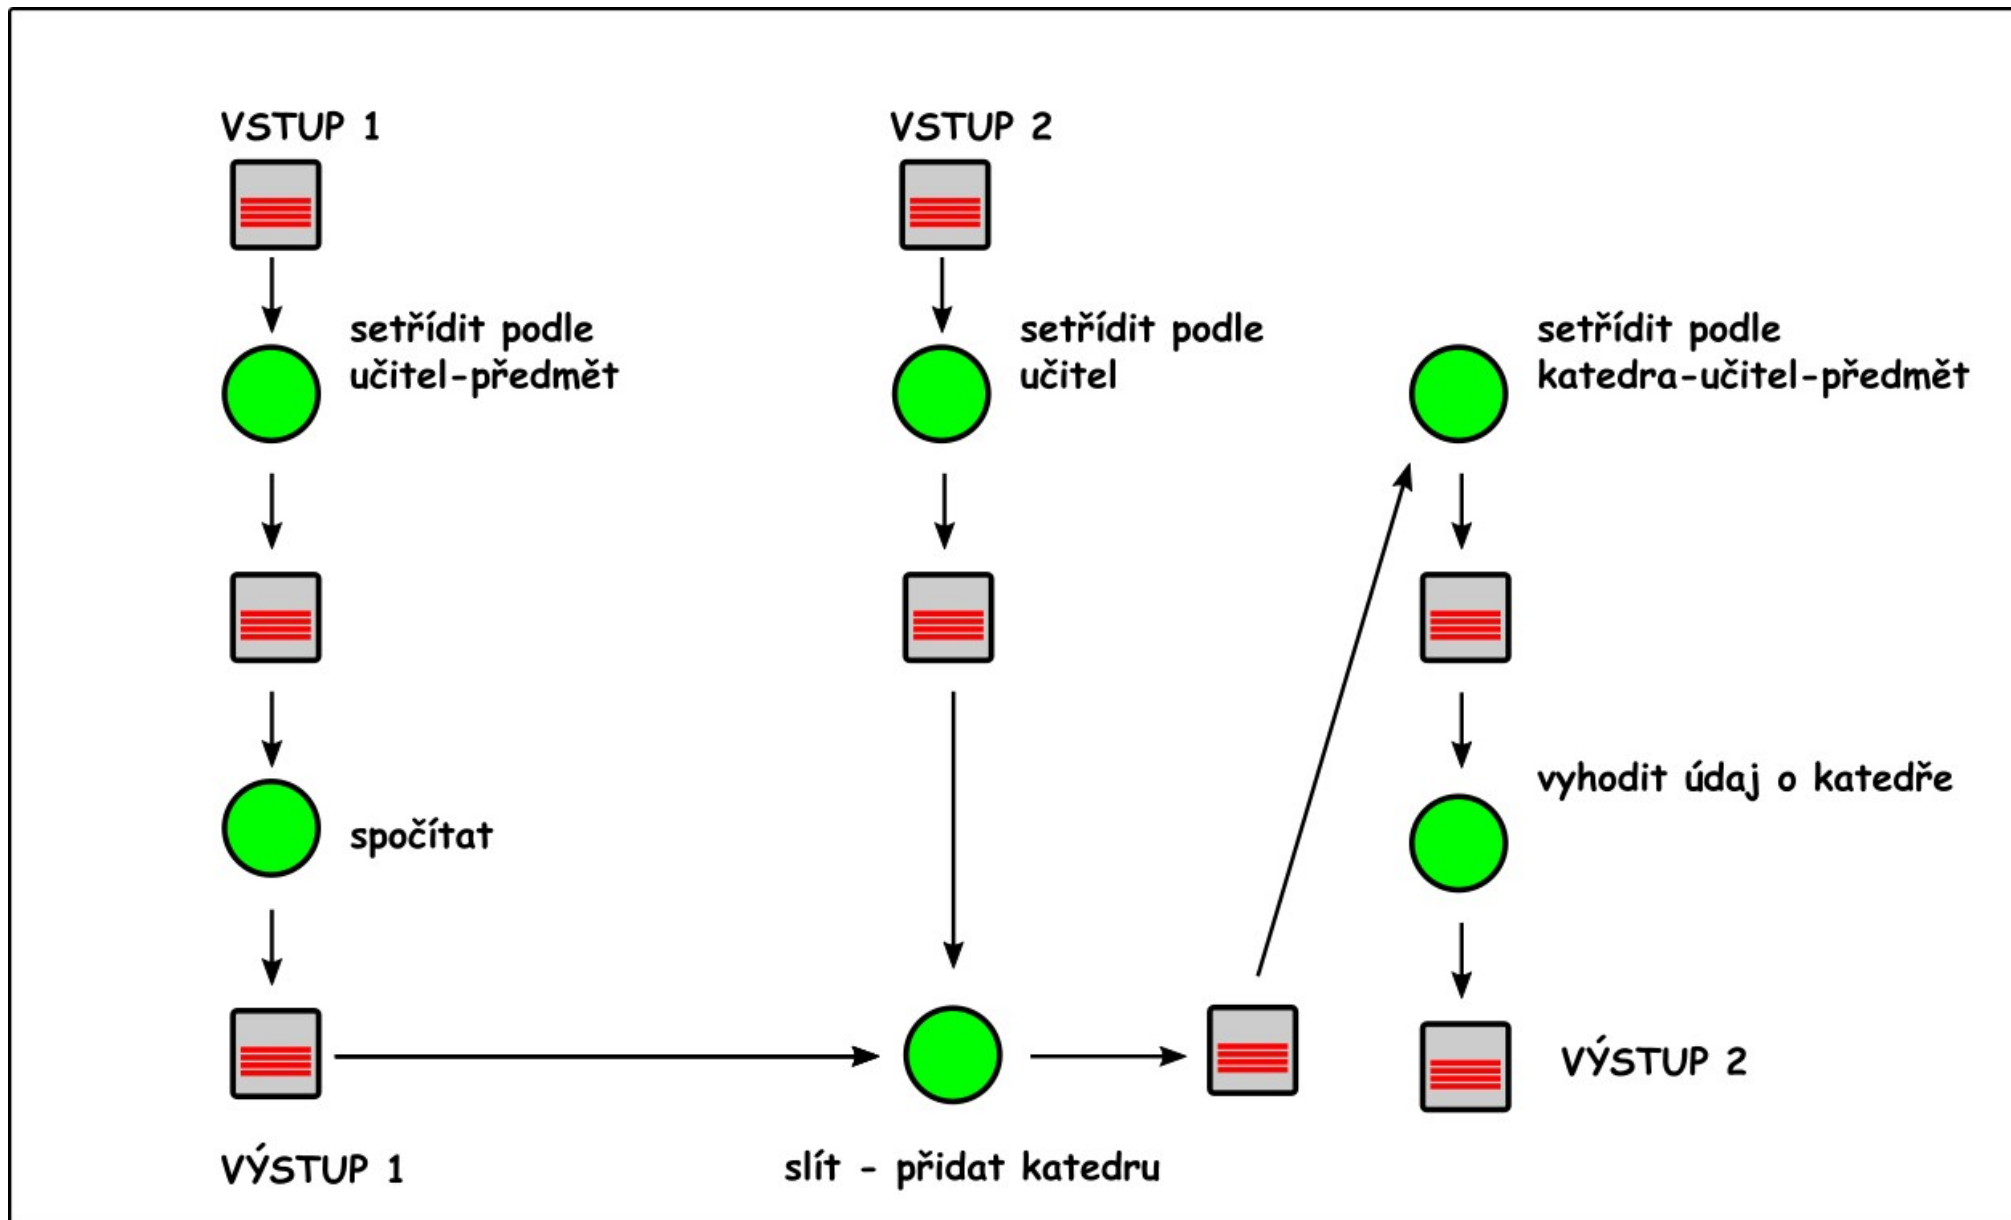 VSTUP 1
setřídit podle
učitel-předmět
spočítat
VÝSTUP 1
VSTUP 2
setřídit podle
učitel
slít - přidat katedru
setřídit podle
katedra-učitel-předmět
vyhodit údaj o katedře
VÝSTUP 2